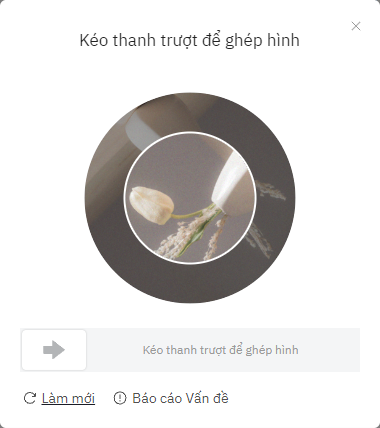 Kéo thanh trượt để ghép hình
Kéo thanh trượt để ghép hình
Làm mới
Báo cáo Vấn đề